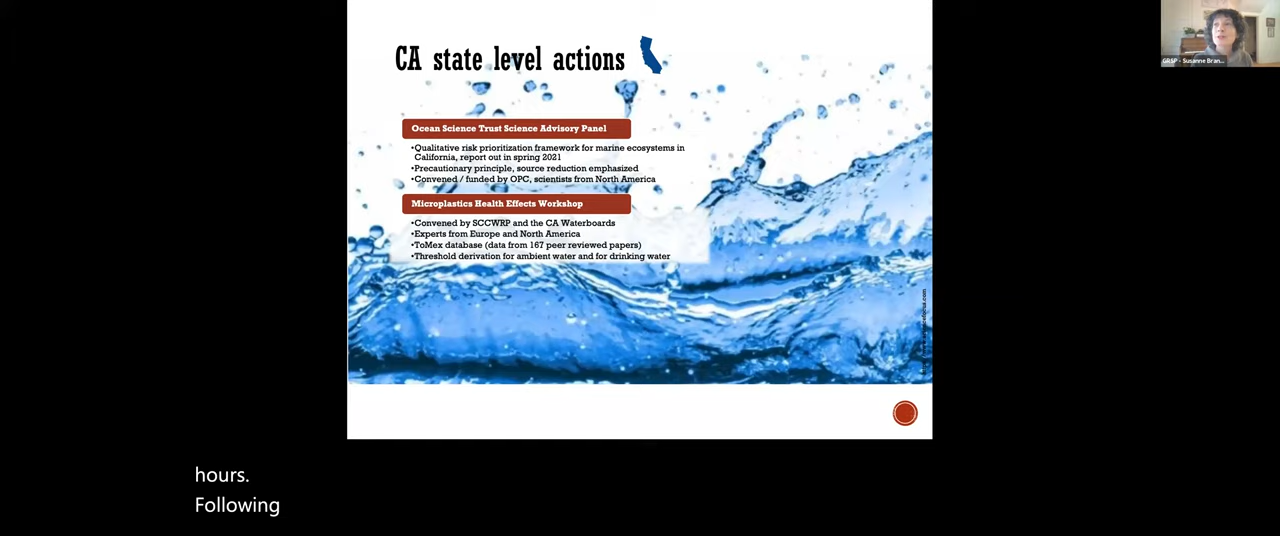 CA state level actions
Ocean Science Trust Science Advisory Panel
•Qualitative risk prioritization framework for marine ecosystems in
California, report out in spring 2021
•Precautionary principle, source reduction emphasized
•Convened / funded by OPC, scientists from North America
Microplastics Health Effects Workshop
•Convened by SCCWRP and the CA Waterboards
•Experts from Europe and North America
•ToMex database (data from 167 peer reviewed papers)
•Threshold derivation for ambient water and for drinking water
GRSP - Susanne Bran...
hours.
Following